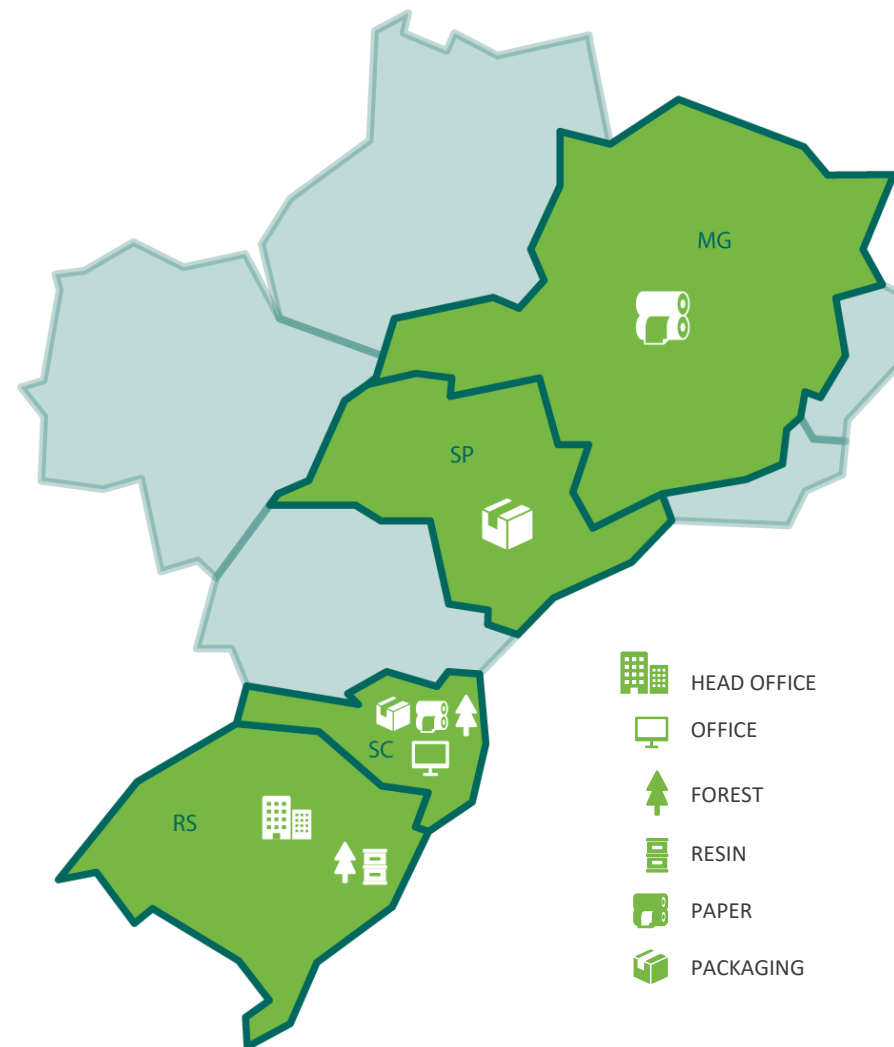 MG
SP
SC
RS
HEAD OFFICE
OFFICE
FOREST
RESIN
PAPER
PACKAGING